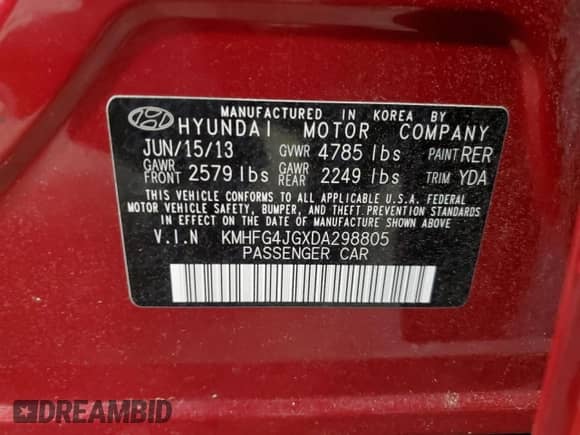 MANUFACTURED IN KOREA BY
HYUNDAI MOTOR COMPANY
JUN/15/13 GVWR 4785 lbs PAINT RER
GAWR FRONT 2579 lbs GAWR REAR 2249 lbs TRIM YDA
THIS VEHICLE CONFORMS TO ALL APPLICABLE U.S.A. FEDERAL
MOTOR VEHICLE SAFETY, BUMPER, AND THEFT PREVENTION STANDARDS
IN EFFECT ON THE DATE OF MANUFACTURE SHOWN ABOVE.
V.I.N KMHFG4JGXDA298805
PASSENGER CAR
DREAMBID